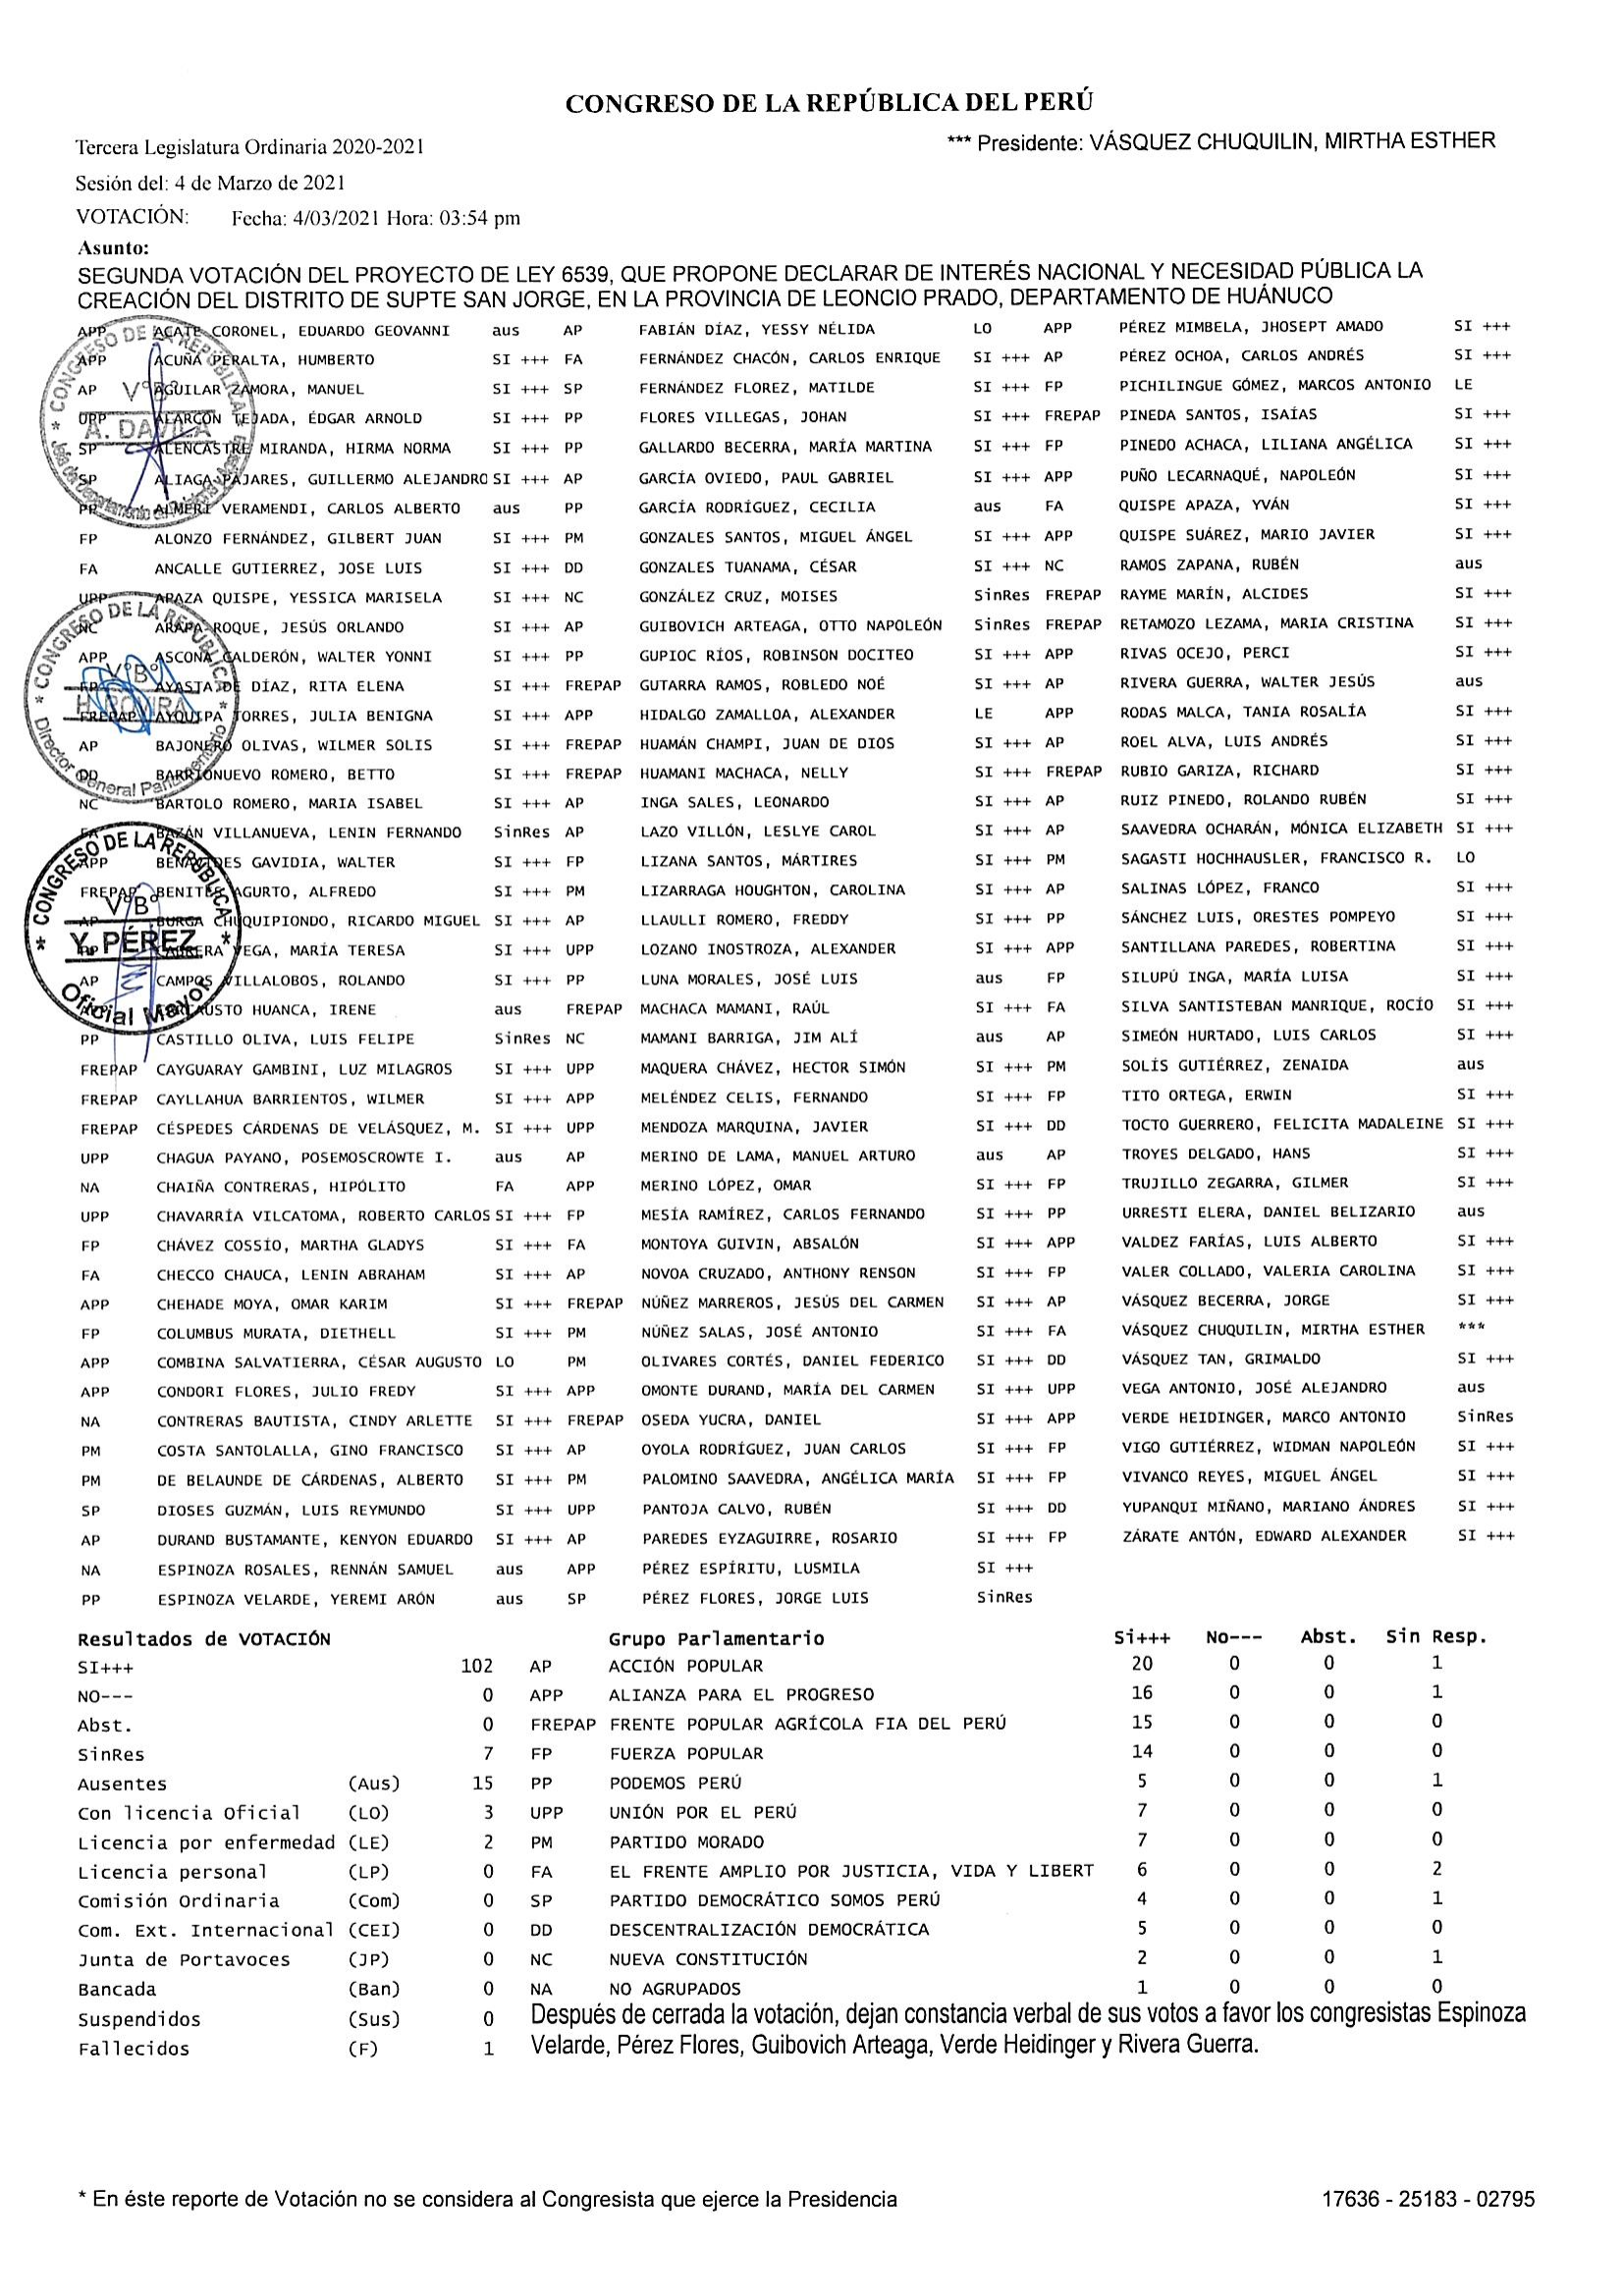 CONGRESO DE LA REPÚBLICA DEL PERÚ
Tercera Legislatura Ordinaria 2020-2021 *** Presidente: VÁSQUEZ CHUQUILIN, MIRTHA ESTHER
Sesión del: 4 de Marzo de 2021
VOTACIÓN: Fecha: 4/03/2021 Hora: 03:54 pm
Asunto:
SEGUNDA VOTACIÓN DEL PROYECTO DE LEY 6539, QUE PROPONE DECLARAR DE INTERÉS NACIONAL Y NECESIDAD PÚBLICA LA
CREACIÓN DEL DISTRITO DE SUPTE SAN JORGE, EN LA PROVINCIA DE LEONCIO PRADO, DEPARTAMENTO DE HUÁNUCO
APP AGATE CORONEL, EDUARDO GEOVANNI aus AP FABIÁN DÍAZ, YESSY NÉLIDA LO APP PÉREZ MIMBELA, JHOSEPT AMADO SI +++
APP ACUÑA PERALTA, HUMBERTO SI +++ FA FERNÁNDEZ CHACÓN, CARLOS ENRIQUE SI +++ AP PÉREZ OCHOA, CARLOS ANDRÉS SI +++
AP AGUILAR ZAMORA, MANUEL SI +++ SP FERNÁNDEZ FLOREZ, MATILDE SI +++ FP PICHILINGUE GÓMEZ, MARCOS ANTONIO LE
UPP ALARCÓN TEJADA, ÉDGAR ARNOLD SI +++ PP FLORES VILLEGAS, JOHAN SI +++ FREPAP PINEDA SANTOS, ISAÍAS SI +++
SP ALENCASTRE MIRANDA, HIRMA NORMA SI +++ PP GALLARDO BECERRA, MARÍA MARTINA SI +++ FP PINEDO ACHACA, LILIANA ANGÉLICA SI +++
SP ALIAGA PAJARES, GUILLERMO ALEJANDRO SI +++ AP GARCÍA OVIEDO, PAUL GABRIEL SI +++ APP PUÑO LECARNAQUÉ, NAPOLEÓN SI +++
PP ALMERI VERAMENDI, CARLOS ALBERTO aus PP GARCÍA RODRÍGUEZ, CECILIA aus FA QUISPE APAZA, YVÁN SI +++
FP ALONZO FERNÁNDEZ, GILBERT JUAN SI +++ PM GONZALES SANTOS, MIGUEL ÁNGEL SI +++ APP QUISPE SUÁREZ, MARIO JAVIER SI +++
FA ANCALLE GUTIERREZ, JOSE LUIS SI +++ DD GONZALES TUANAMA, CÉSAR SI +++ NC RAMOS ZAPANA, RUBÉN aus
UPP APAZA QUISPE, YESSICA MARISELA SI +++ NC GONZÁLEZ CRUZ, MOISES SinRes FREPAP RAYME MARÍN, ALCIDES SI +++
NC ARAPA ROQUE, JESÚS ORLANDO SI +++ AP GUIBOVICH ARTEAGA, OTTO NAPOLEÓN SinRes FREPAP RETAMOZO LEZAMA, MARIA CRISTINA SI +++
APP ASCONA CALDERÓN, WALTER YONNI SI +++ PP GUPIOC RÍOS, ROBINSON DOCITEO SI +++ APP RIVAS OCEJO, PERCI SI +++
FP AYASTA DE DÍAZ, RITA ELENA SI +++ FREPAP GUTARRA RAMOS, ROBLEDO NOÉ SI +++ AP RIVERA GUERRA, WALTER JESÚS aus
FREPAP AYQUIPA TORRES, JULIA BENIGNA SI +++ APP HIDALGO ZAMALLOA, ALEXANDER LE APP RODAS MALCA, TANIA ROSALÍA SI +++
AP BAJONERO OLIVAS, WILMER SOLIS SI +++ FREPAP HUAMÁN CHAMPI, JUAN DE DIOS SI +++ AP ROEL ALVA, LUIS ANDRÉS SI +++
DD BARRIONUEVO ROMERO, BETTO SI +++ FREPAP HUAMANI MACHACA, NELLY SI +++ FREPAP RUBIO GARIZA, RICHARD SI +++
NC BARTOLO ROMERO, MARIA ISABEL SI +++ AP INGA SALES, LEONARDO SI +++ AP RUIZ PINEDO, ROLANDO RUBÉN SI +++
FA BAZÁN VILLANUEVA, LENIN FERNANDO SinRes AP LAZO VILLÓN, LESLYE CAROL SI +++ AP SAAVEDRA OCHARÁN, MÓNICA ELIZABETH SI +++
APP BENAVIDES GAVIDIA, WALTER SI +++ FP LIZANA SANTOS, MÁRTIRES SI +++ PM SAGASTI HOCHHAUSLER, FRANCISCO R. LO
FREPAP BENITES AGURTO, ALFREDO SI +++ PM LIZARRAGA HOUGHTON, CAROLINA SI +++ AP SALINAS LÓPEZ, FRANCO SI +++
AP BURGA CHUQUIPIONDO, RICARDO MIGUEL SI +++ AP LLAULLI ROMERO, FREDDY SI +++ PP SÁNCHEZ LUIS, ORESTES POMPEYO SI +++
CABRERA VEGA, MARÍA TERESA SI +++ UPP LOZANO INOSTROZA, ALEXANDER SI +++ APP SANTILLANA PAREDES, ROBERTINA SI +++
AP CAMPOS VILLALOBOS, ROLANDO SI +++ PP LUNA MORALES, JOSÉ LUIS aus FP SILUPÚ INGA, MARÍA LUISA SI +++
CARCAUSTO HUANCA, IRENE aus FREPAP MACHACA MAMANI, RAÚL SI +++ FA SILVA SANTISTEBAN MANRIQUE, ROCÍO SI +++
PP CASTILLO OLIVA, LUIS FELIPE SinRes NC MAMANI BARRIGA, JIM ALÍ aus AP SIMEÓN HURTADO, LUIS CARLOS SI +++
FREPAP CAYGUARAY GAMBINI, LUZ MILAGROS SI +++ UPP MAQUERA CHÁVEZ, HECTOR SIMÓN SI +++ PM SOLÍS GUTIÉRREZ, ZENAIDA aus
FREPAP CAYLLAHUA BARRIENTOS, WILMER SI +++ APP MELÉNDEZ CELIS, FERNANDO SI +++ FP TITO ORTEGA, ERWIN SI +++
FREPAP CÉSPEDES CÁRDENAS DE VELÁSQUEZ, M. SI +++ UPP MENDOZA MARQUINA, JAVIER SI +++ DD TOCTO GUERRERO, FELICITA MADALEINE SI +++
UPP CHAGUA PAYANO, POSEMOSCROWTE I. aus AP MERINO DE LAMA, MANUEL ARTURO aus AP TROYES DELGADO, HANS SI +++
NA CHAIÑA CONTRERAS, HIPÓLITO FA APP MERINO LÓPEZ, OMAR SI +++ FP TRUJILLO ZEGARRA, GILMER SI +++
UPP CHAVARRÍA VILCATOMA, ROBERTO CARLOS SI +++ FP MESÍA RAMÍREZ, CARLOS FERNANDO SI +++ PP URRESTI ELERA, DANIEL BELIZARIO aus
FP CHÁVEZ COSSÍO, MARTHA GLADYS SI +++ FA MONTOYA GUIVIN, ABSALÓN SI +++ APP VALDEZ FARÍAS, LUIS ALBERTO SI +++
FA CHECCO CHAUCA, LENIN ABRAHAM SI +++ AP NOVOA CRUZADO, ANTHONY RENSON SI +++ FP VALER COLLADO, VALERIA CAROLINA SI +++
APP CHEHADE MOYA, OMAR KARIM SI +++ FREPAP NÚÑEZ MARREROS, JESÚS DEL CARMEN SI +++ AP VÁSQUEZ BECERRA, JORGE SI +++
FP COLUMBUS MURATA, DIETHELL SI +++ PM NÚÑEZ SALAS, JOSÉ ANTONIO SI +++ FA VÁSQUEZ CHUQUILIN, MIRTHA ESTHER ***
APP COMBINA SALVATIERRA, CÉSAR AUGUSTO LO PM OLIVARES CORTÉS, DANIEL FEDERICO SI +++ DD VÁSQUEZ TAN, GRIMALDO SI +++
APP CONDORI FLORES, JULIO FREDY SI +++ APP OMONTE DURAND, MARÍA DEL CARMEN SI +++ UPP VEGA ANTONIO, JOSÉ ALEJANDRO aus
NA CONTRERAS BAUTISTA, CINDY ARLETTE SI +++ FREPAP OSEDA YUCRA, DANIEL SI +++ APP VERDE HEIDINGER, MARCO ANTONIO SinRes
PM COSTA SANTOLALLA, GINO FRANCISCO SI +++ AP OYOLA RODRÍGUEZ, JUAN CARLOS SI +++ FP VIGO GUTIÉRREZ, WIDMAN NAPOLEÓN SI +++
PM DE BELAUNDE DE CÁRDENAS, ALBERTO SI +++ PM PALOMINO SAAVEDRA, ANGÉLICA MARÍA SI +++ FP VIVANCO REYES, MIGUEL ÁNGEL SI +++
SP DIOSES GUZMÁN, LUIS REYMUNDO SI +++ UPP PANTOJA CALVO, RUBÉN SI +++ DD YUPANQUI MIÑANO, MARIANO ÁNDRES SI +++
AP DURAND BUSTAMANTE, KENYON EDUARDO SI +++ AP PAREDES EYZAGUIRRE, ROSARIO SI +++ FP ZÁRATE ANTÓN, EDWARD ALEXANDER SI +++
NA ESPINOZA ROSALES, RENNÁN SAMUEL aus APP PÉREZ ESPÍRITU, LUSMILA SI +++
PP ESPINOZA VELARDE, YEREMI ARÓN aus SP PÉREZ FLORES, JORGE LUIS SinRes
CONGRESO DE LA REPÚBLICA
V°B°
A. DAVILA
CONGRESO DE LA REPÚBLICA
V°B°
Director General Parlamentario
CONGRESO DE LA REPÚBLICA
V°B°
Y. PÉREZ
Oficial Mayor
Resultados de VOTACIÓN Grupo Parlamentario Si+++ No--- Abst. Sin Resp.
SI+++ 102 AP ACCIÓN POPULAR 20 0 0 1
NO--- 0 APP ALIANZA PARA EL PROGRESO 16 0 0 1
Abst. 0 FREPAP FRENTE POPULAR AGRÍCOLA FIA DEL PERÚ 15 0 0 0
SinRes 7 FP FUERZA POPULAR 14 0 0 0
Ausentes (Aus) 15 PP PODEMOS PERÚ 5 0 0 1
Con licencia Oficial (LO) 3 UPP UNIÓN POR EL PERÚ 7 0 0 0
Licencia por enfermedad (LE) 2 PM PARTIDO MORADO 7 0 0 0
Licencia personal (LP) 0 FA EL FRENTE AMPLIO POR JUSTICIA, VIDA Y LIBERT 6 0 0 2
Comisión Ordinaria (Com) 0 SP PARTIDO DEMOCRÁTICO SOMOS PERÚ 4 0 0 1
Com. Ext. Internacional (CEI) 0 DD DESCENTRALIZACIÓN DEMOCRÁTICA 5 0 0 0
Junta de Portavoces (JP) 0 NC NUEVA CONSTITUCIÓN 2 0 0 1
Bancada (Ban) 0 NA NO AGRUPADOS 1 0 0 0
Suspendidos (Sus) 0 Después de cerrada la votación, dejan constancia verbal de sus votos a favor los congresistas Espinoza
Fallecidos (F) 1 Velarde, Pérez Flores, Guibovich Arteaga, Verde Heidinger y Rivera Guerra.
* En éste reporte de Votación no se considera al Congresista que ejerce la Presidencia 17636 - 25183 - 02795